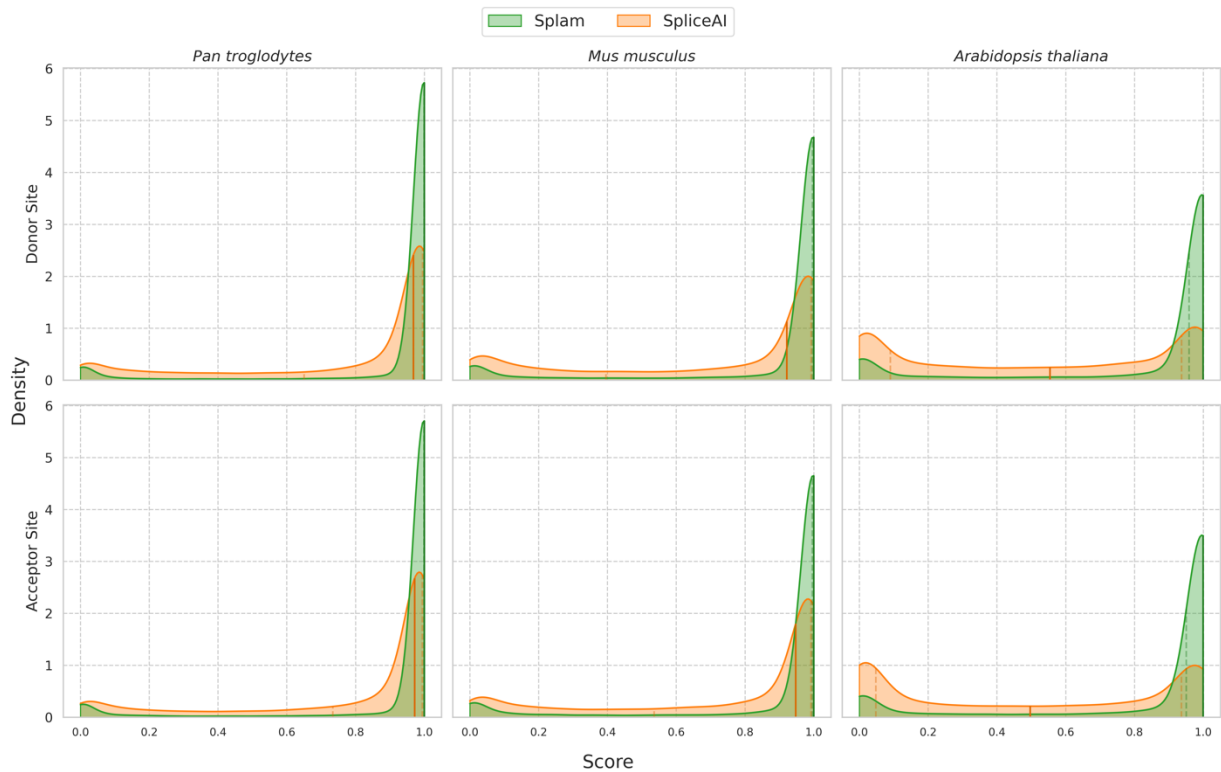 Splam SpliceAI
Pan troglodytes Mus musculus Arabidopsis thaliana
6
5
4
3
2
1
0
Donor Site
Density
6
5
4
3
2
1
0
Acceptor Site
0.0 0.2 0.4 0.6 0.8 1.0 0.0 0.2 0.4 0.6 0.8 1.0 0.0 0.2 0.4 0.6 0.8 1.0
Score